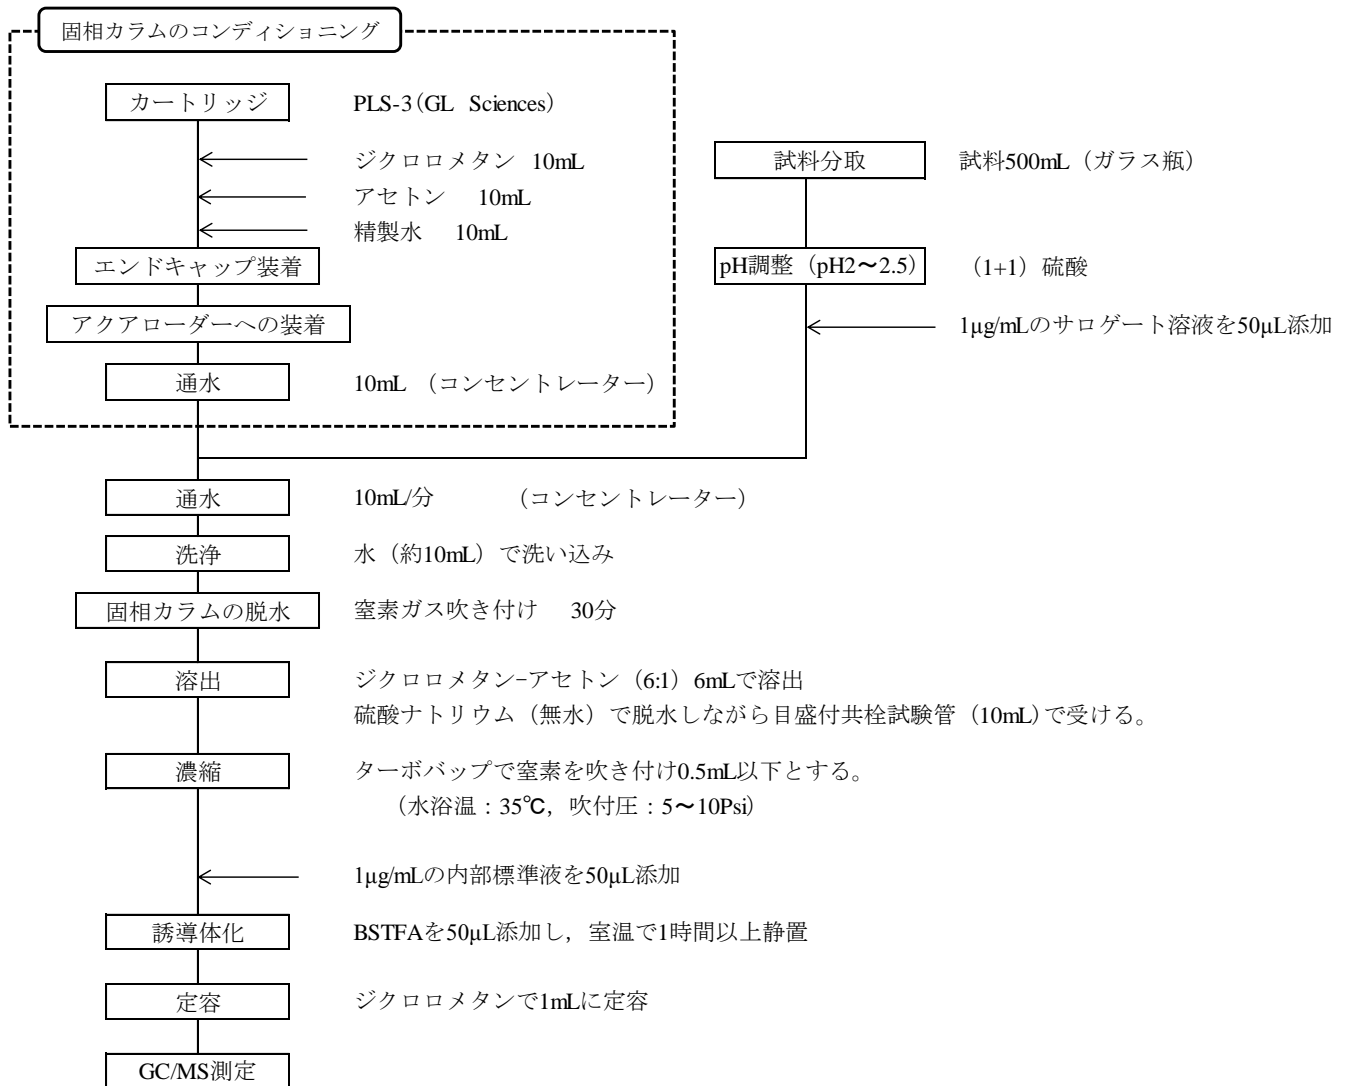 固相カラムのコンディショニング
カートリッジ
PLS-3(GL Sciences)
ジクロロメタン 10mL
アセトン 10mL
精製水 10mL
エンドキャップ装着
アクアローダーへの装着
通水
10mL （コンセントレーター）
試料分取
試料500mL（ガラス瓶）
pH調整（pH2～2.5）
（1+1）硫酸
1μg/mLのサロゲート溶液を50μL添加
通水
10mL/分 （コンセントレーター）
洗浄
水（約10mL）で洗い込み
固相カラムの脱水
窒素ガス吹き付け 30分
溶出
ジクロロメタン−アセトン（6:1）6mLで溶出
硫酸ナトリウム（無水）で脱水しながら目盛付共栓試験管（10mL）で受ける。
濃縮
ターボバップで窒素を吹き付け0.5mL以下とする。
（水浴温：35℃，吹付圧：5～10Psi）
1μg/mLの内部標準液を50μL添加
誘導体化
BSTFAを50μL添加し，室温で1時間以上静置
定容
ジクロロメタンで1mLに定容
GC/MS測定